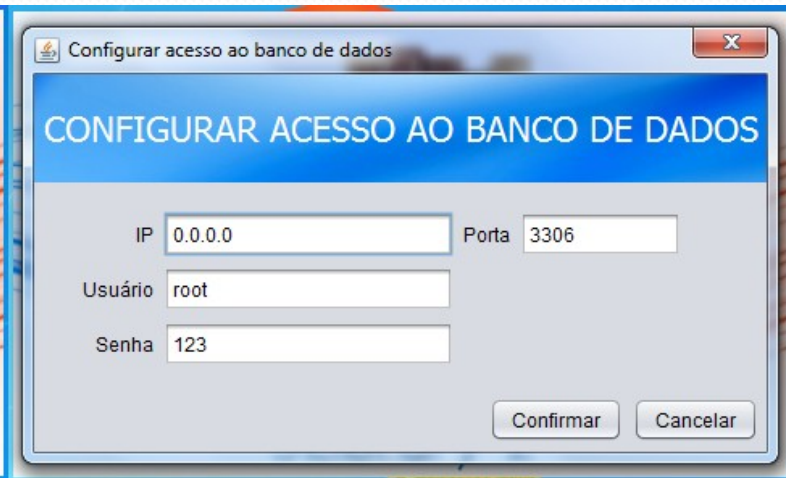 Configurar acesso ao banco de dados
CONFIGURAR ACESSO AO BANCO DE DADOS
IP 0.0.0.0 Porta 3306
Usuário root
Senha 123
Confirmar Cancelar